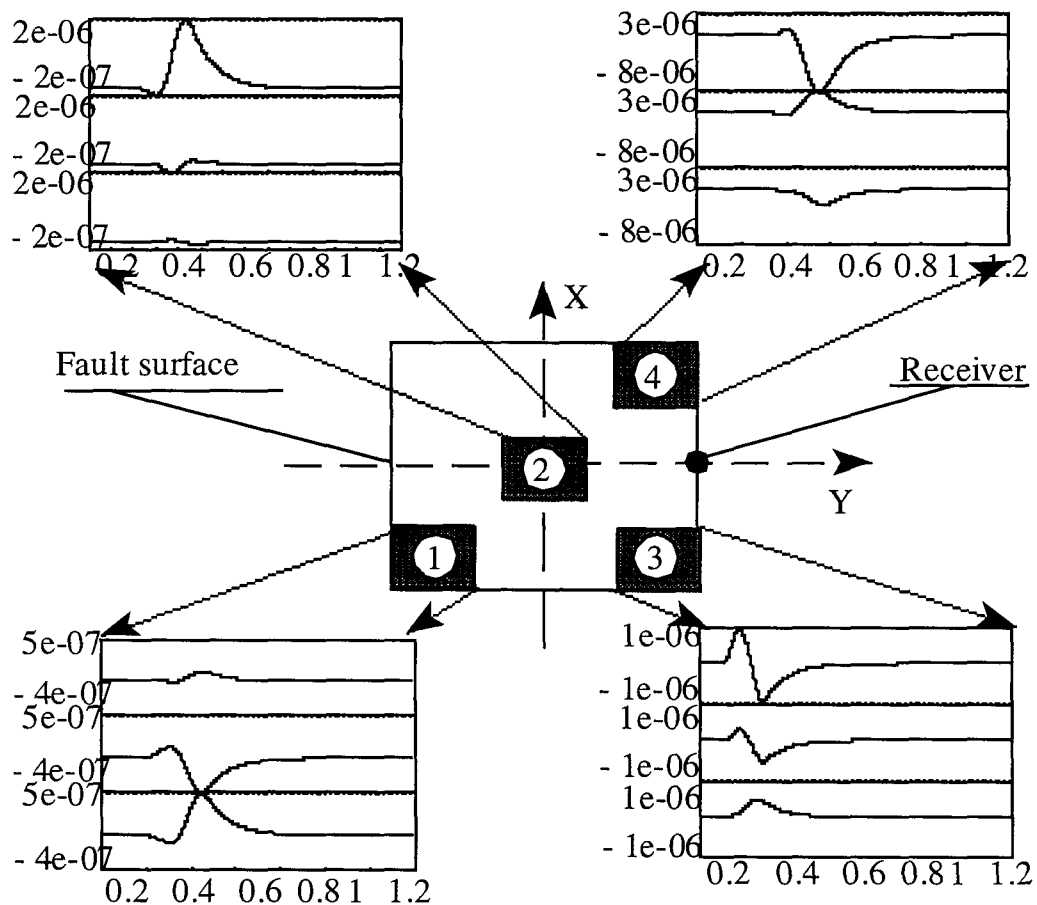 2e-06
- 2e-07
2e-06
- 2e-07
2e-06
- 2e-07
0.2 0.4 0.6 0.8 1 1.2
3e-06
- 8e-06
3e-06
- 8e-06
3e-06
- 8e-06
0.2 0.4 0.6 0.8 1 1.2
X
Fault surface
Receiver
4
2
Y
1
3
5e-07
- 4e-07
5e-07
- 4e-07
5e-07
- 4e-07
0.2 0.4 0.6 0.8 1 1.2
1e-06
- 1e-06
1e-06
- 1e-06
1e-06
- 1e-06
0.2 0.4 0.6 0.8 1 1.2